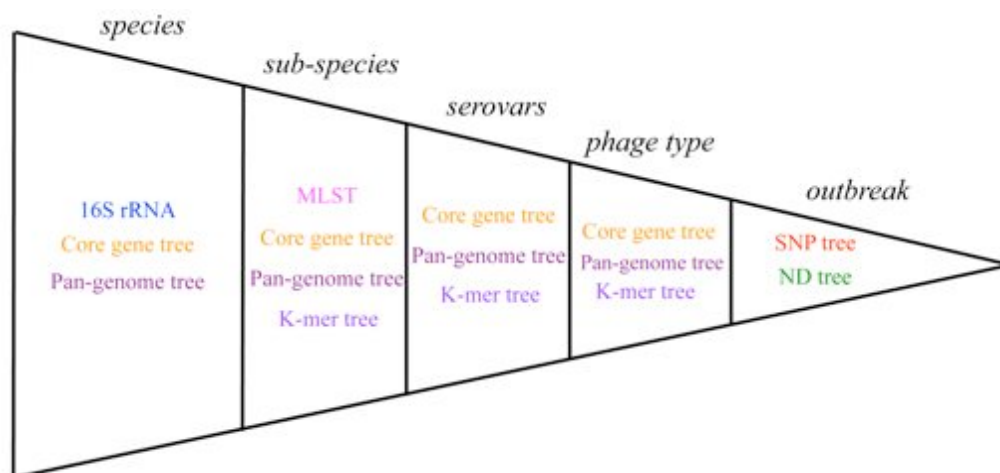 species
sub-species
serovars
phage type
outbreak
16S rRNA
Core gene tree
Pan-genome tree
MLST
Core gene tree
Pan-genome tree
K-mer tree
Core gene tree
Pan-genome tree
K-mer tree
Core gene tree
Pan-genome tree
K-mer tree
SNP tree
ND tree